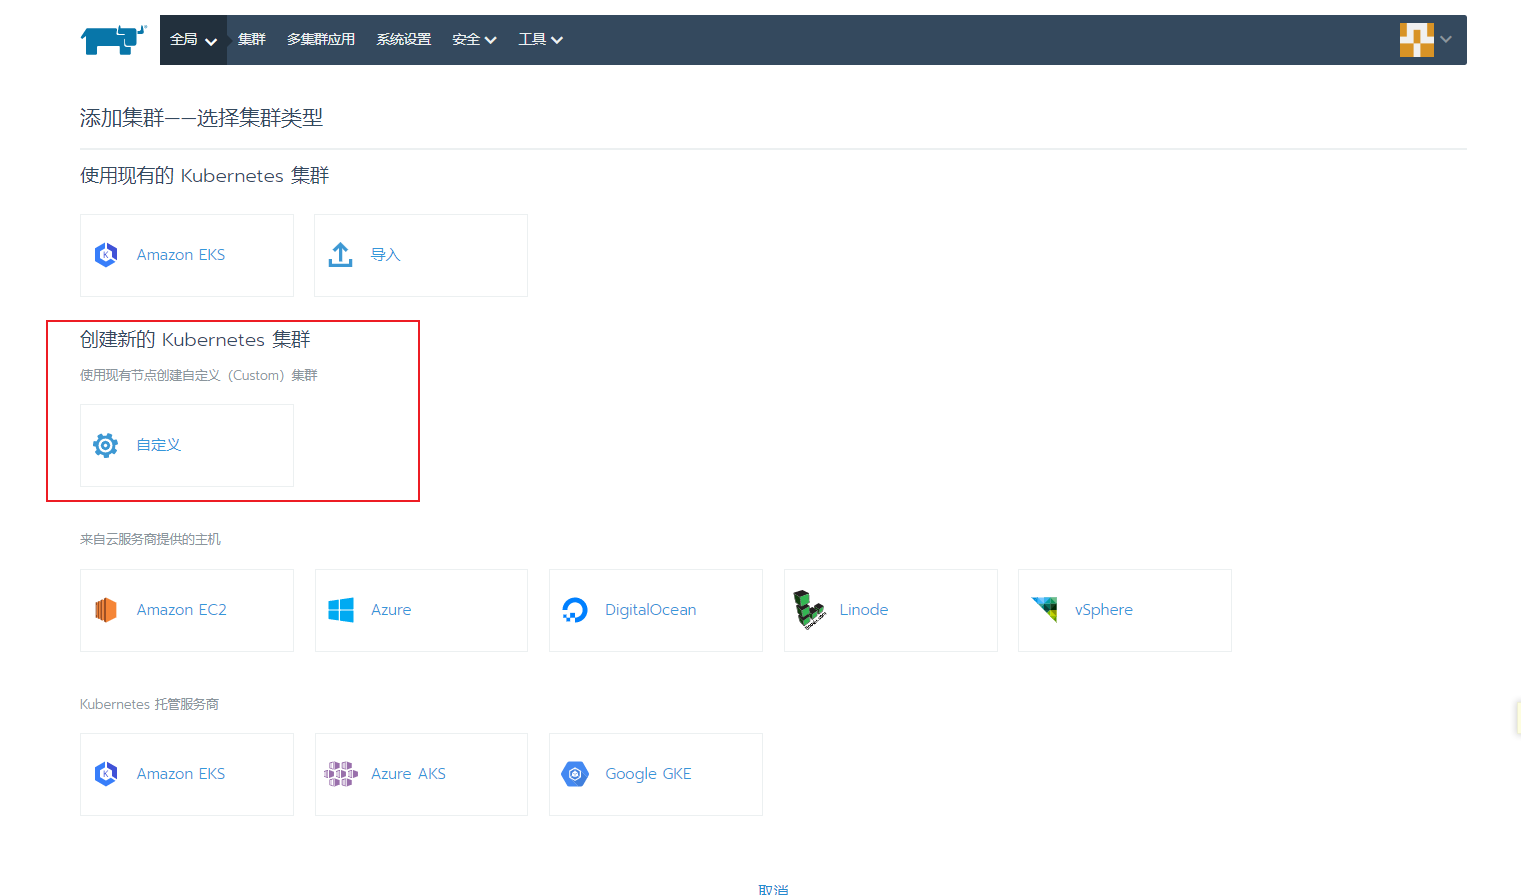 全局 集群 多集群应用 系统设置 安全 工具
添加集群——选择集群类型
使用现有的 Kubernetes 集群
Amazon EKS 导入
创建新的 Kubernetes 集群
使用现有节点创建自定义（Custom）集群
自定义
来自云服务商提供的主机
Amazon EC2 Azure DigitalOcean Linode vSphere
Kubernetes 托管服务商
Amazon EKS Azure AKS Google GKE
取消